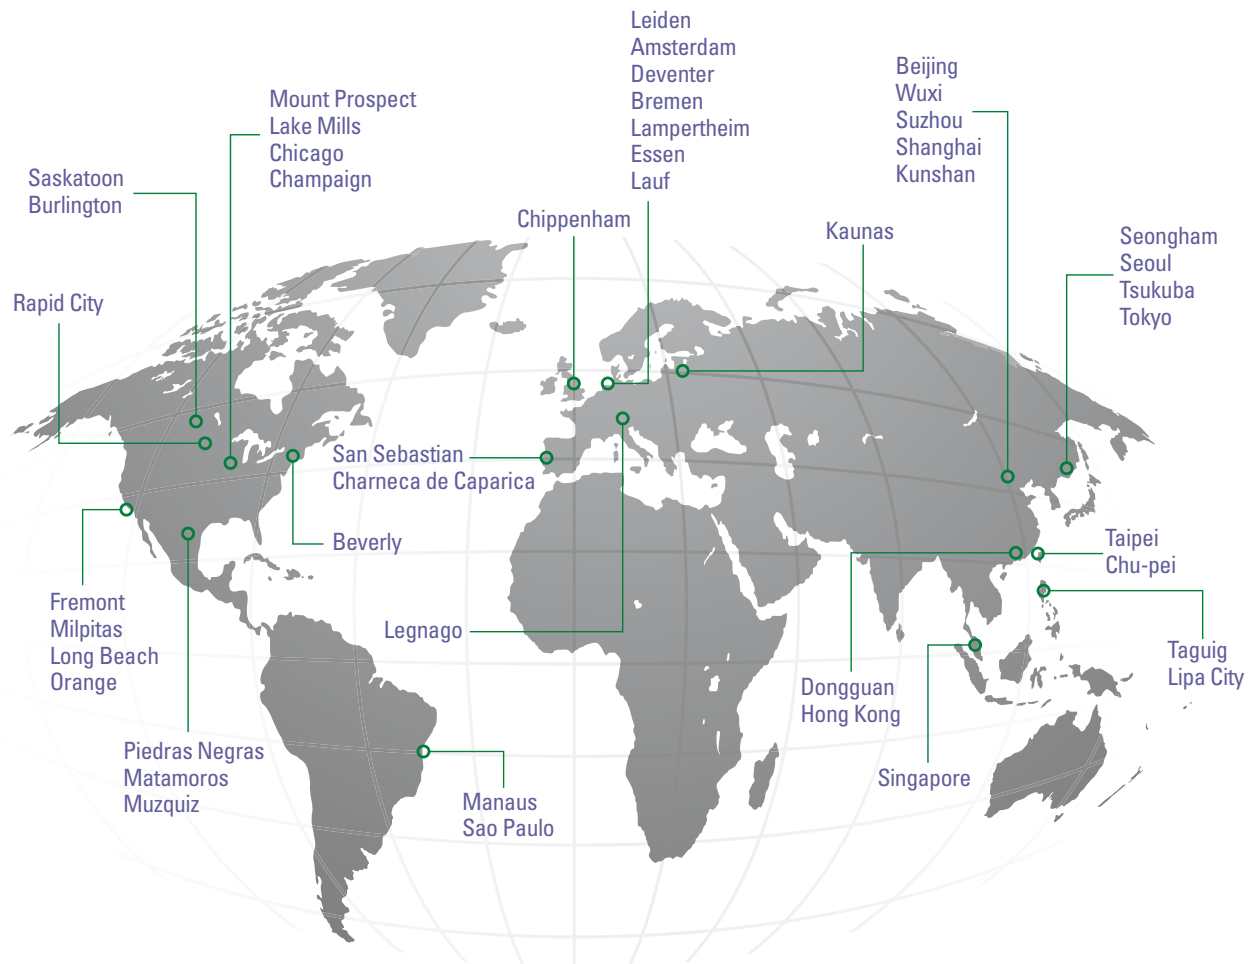 Leiden
Amsterdam
Deventer
Bremen
Lampertheim
Essen
Lauf
Beijing
Wuxi
Suzhou
Shanghai
Kunshan
Mount Prospect
Lake Mills
Chicago
Champaign
Saskatoon
Burlington
Chippenham
Kaunas
Seongham
Seoul
Tsukuba
Tokyo
Rapid City
San Sebastian
Charneca de Caparica
Beverly
Taipei
Chu-pei
Fremont
Milpitas
Long Beach
Orange
Legnago
Taguig
Lipa City
Dongguan
Hong Kong
Piedras Negras
Matamoros
Muzquiz
Singapore
Manaus
Sao Paulo